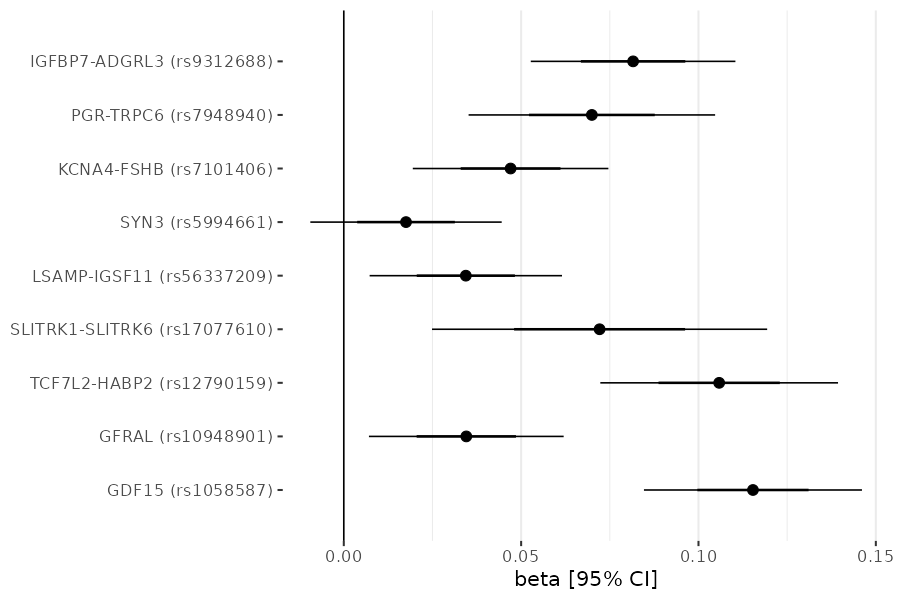 IGFBP7-ADGRL3 (rs9312688)
PGR-TRPC6 (rs7948940)
KCNA4-FSHB (rs7101406)
SYN3 (rs5994661)
LSAMP-IGSF11 (rs56337209)
SLITRK1-SLITRK6 (rs17077610)
TCF7L2-HABP2 (rs12790159)
GFRAL (rs10948901)
GDF15 (rs1058587)
0.00 0.05 0.10 0.15
beta [95% CI]